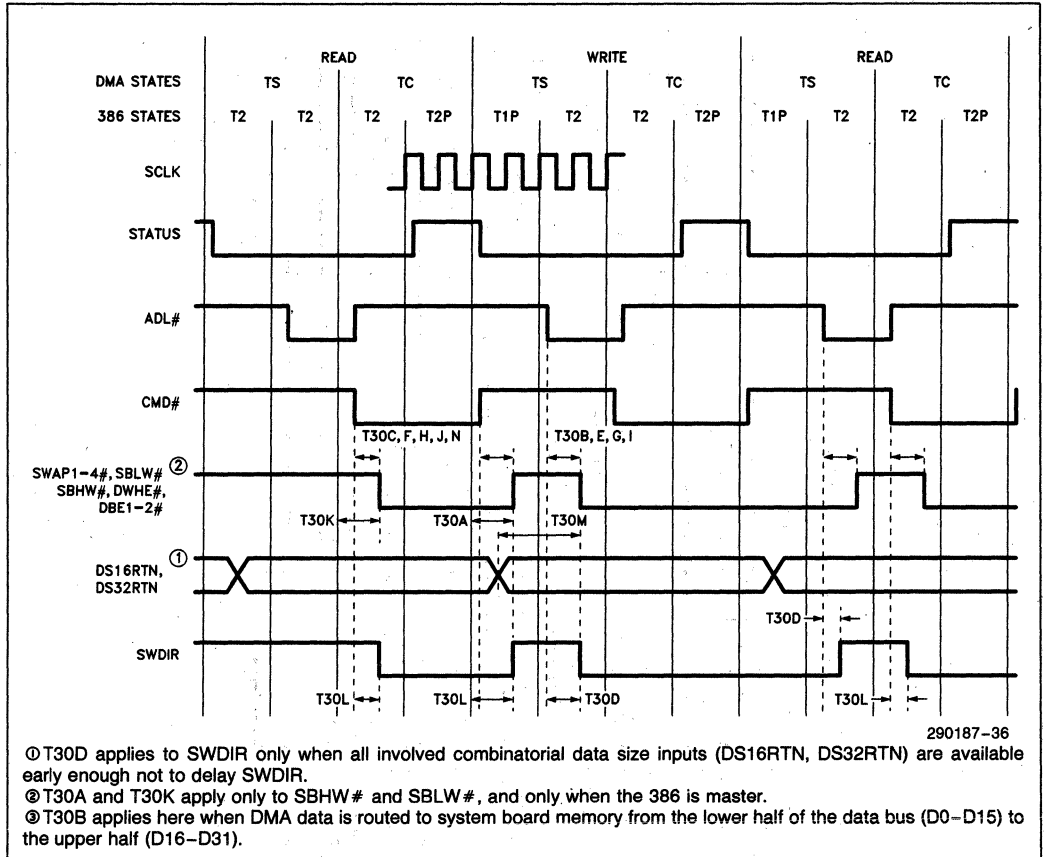 READ WRITE READ
DMA STATES TS TC TS TC TS TC
386 STATES T2 T2 T2 T2P T1P T2 T2 T2P T1P T2 T2 T2P
SCLK
STATUS
ADL#
CMD#
T30C, F, H, J, N T30B, E, G, I
SWAP1-4#, SBLW# ②
SBHW#, DWHE#,
DBE1-2#
T30K T30A T30M
DS16RTN, ①
DS32RTN
T30D
SWDIR
T30L T30L T30D T30L
290187-36
①T30D applies to SWDIR only when all involved combinatorial data size inputs (DS16RTN, DS32RTN) are available
early enough not to delay SWDIR.
②T30A and T30K apply only to SBHW# and SBLW#, and only when the 386 is master.
③T30B applies here when DMA data is routed to system board memory from the lower half of the data bus (D0–D15) to
the upper half (D16–D31).